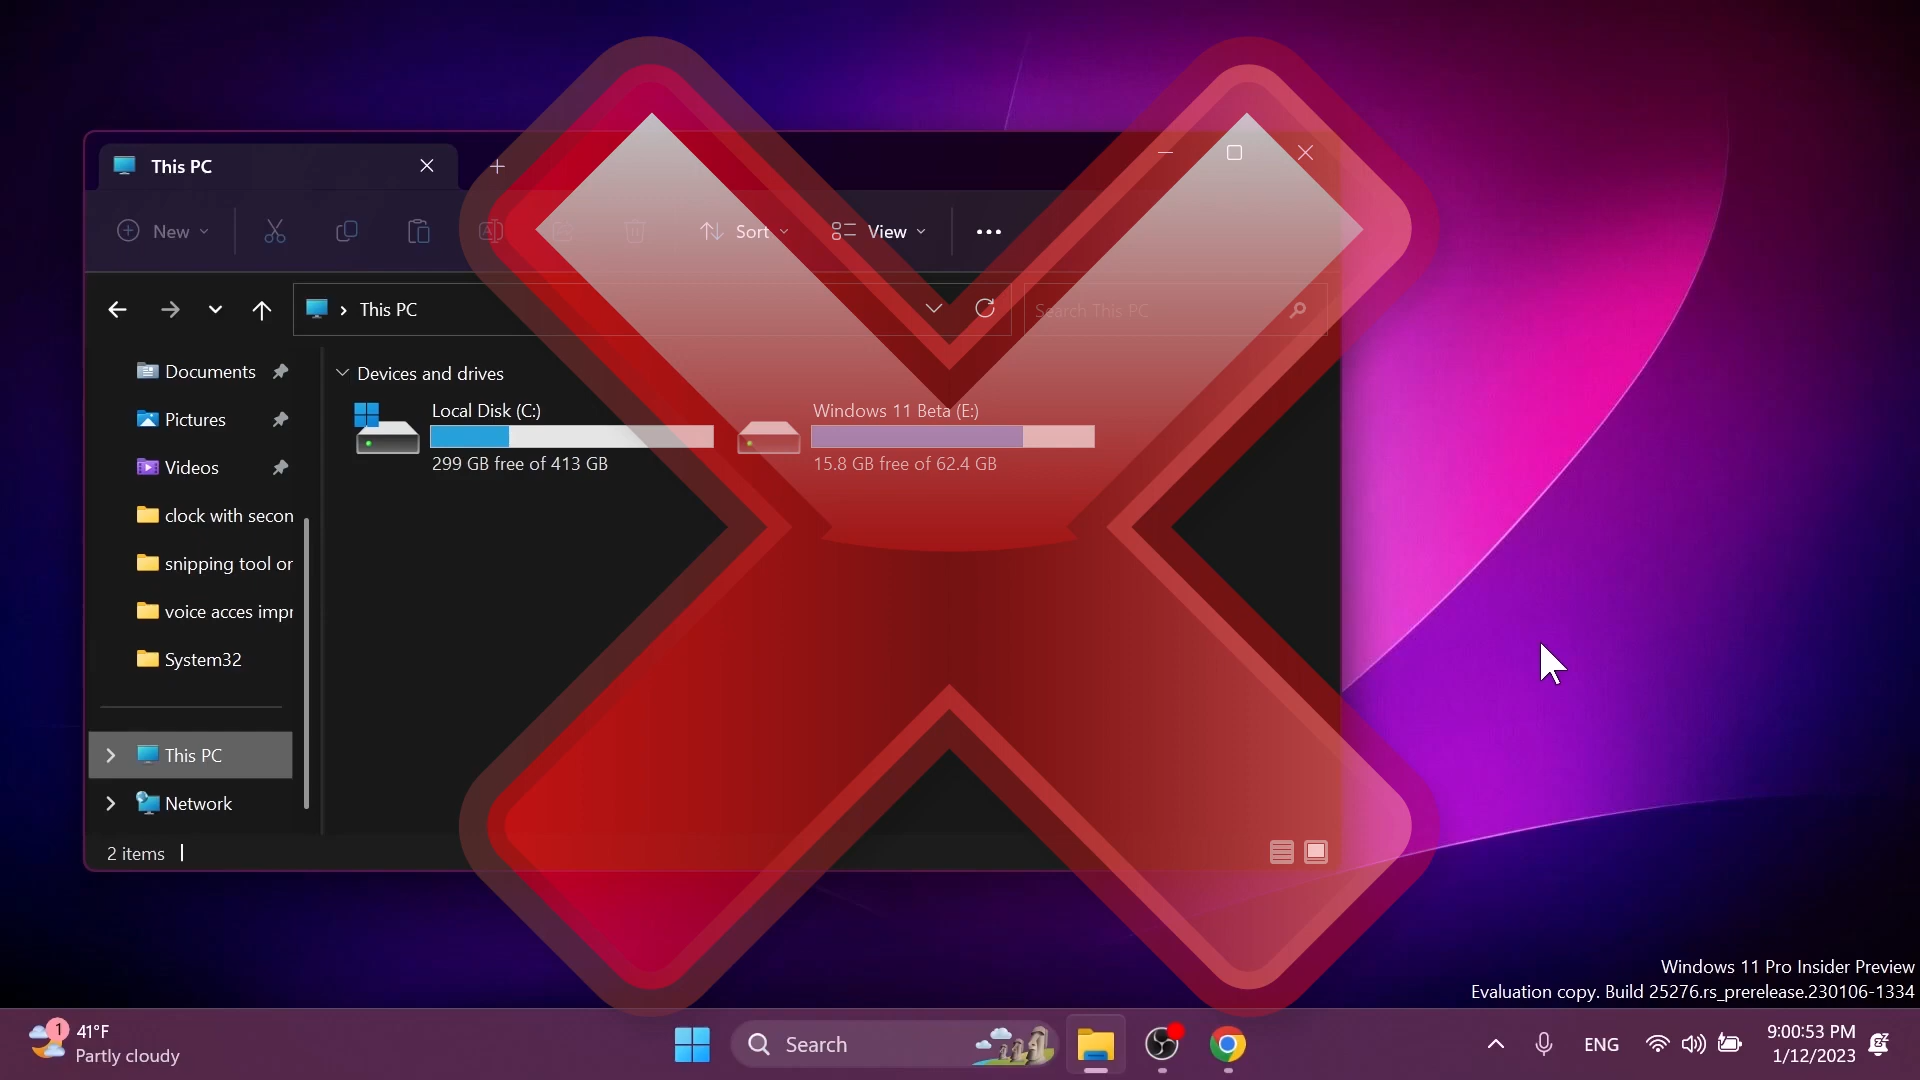 This PC
New
Sort
View
This PC
Search This PC
Documents
Pictures
Videos
clock with secon
snipping tool or
voice acces impr
System32
This PC
Network
Devices and drives
Local Disk (C:)
299 GB free of 413 GB
Windows 11 Beta (E:)
15.8 GB free of 62.4 GB
2 items
Windows 11 Pro Insider Preview
Evaluation copy. Build 25276.rs_prerelease.230106-1334
1
41°F
Partly cloudy
Search
ENG
9:00:53 PM
1/12/2023